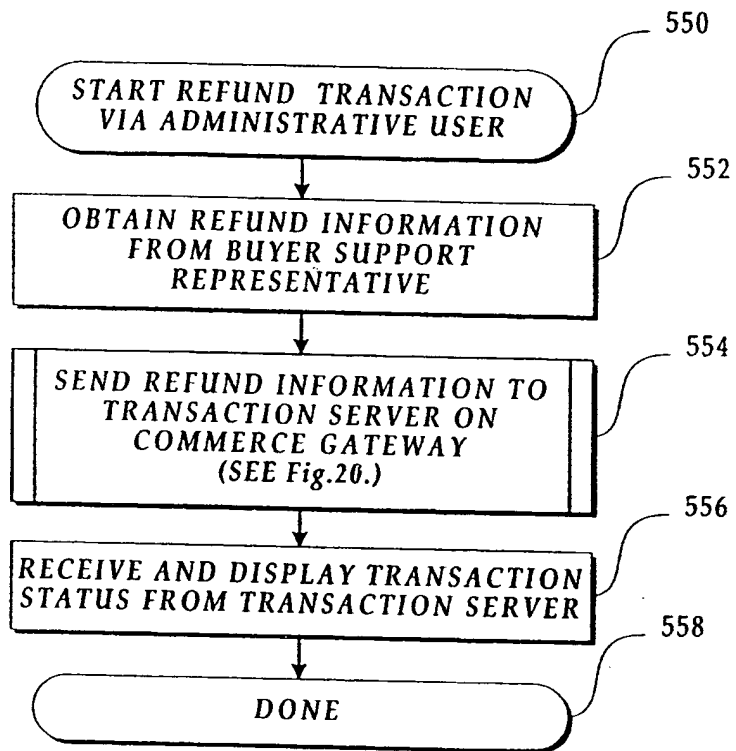 550
START REFUND TRANSACTION
VIA ADMINISTRATIVE USER
552
OBTAIN REFUND INFORMATION
FROM BUYER SUPPORT
REPRESENTATIVE
554
SEND REFUND INFORMATION TO
TRANSACTION SERVER ON
COMMERCE GATEWAY
(SEE Fig.20.)
556
RECEIVE AND DISPLAY TRANSACTION
STATUS FROM TRANSACTION SERVER
558
DONE